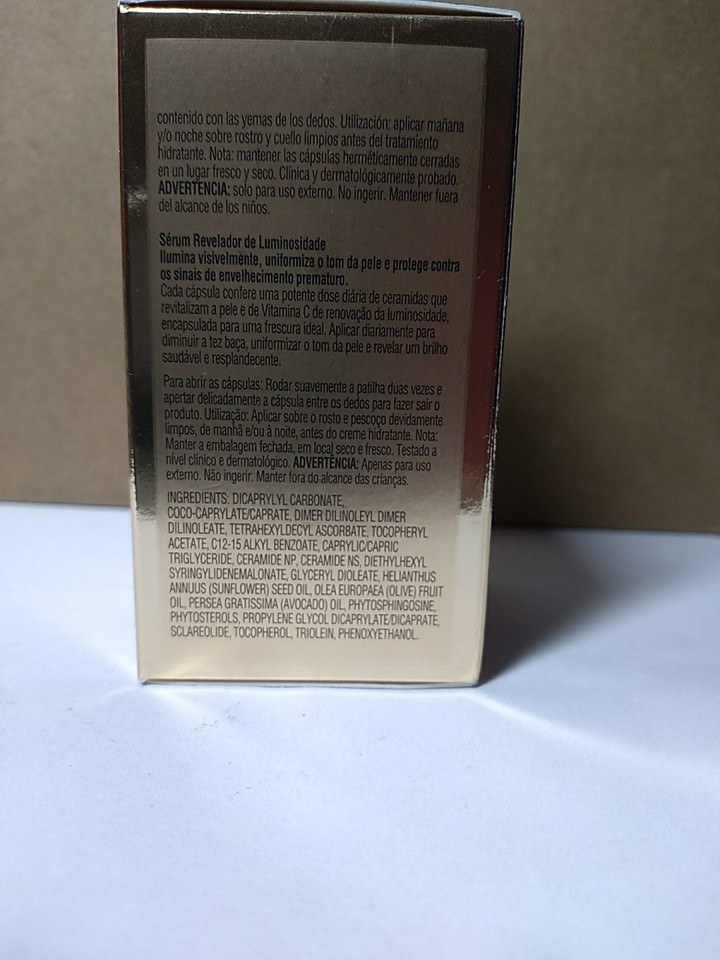 contenido con las yemas de los dedos. Utilización: aplicar mañana
y/o noche sobre rostro y cuello limpios antes del tratamiento
hidratante. Nota: mantener las cápsulas herméticamente cerradas
en un lugar fresco y seco. Clínica y dermatológicamente probado.
ADVERTENCIA: solo para uso externo. No ingerir. Mantener fuera
del alcance de los niños.
Sérum Revelador de Luminosidade
Ilumina visivelmente, uniformiza o tom da pele e protege contra
os sinais de envelhecimento prematuro.
Cada cápsula confere uma potente dose diária de ceramidas que
revitalizam a pele e de Vitamina C de renovação da luminosidade,
encapsulada para uma frescura ideal. Aplicar diariamente para
diminuir a tez baça, uniformizar o tom da pele e revelar um brilho
saudável e resplandecente.
Para abrir as cápsulas: Rodar suavemente a patilha duas vezes e
apertar delicadamente a cápsula entre os dedos para fazer sair o
produto. Utilização: Aplicar sobre o rosto e pescoço devidamente
limpos, de manhã e/ou à noite, antes do creme hidratante. Nota:
Manter a embalagem fechada, em local seco e fresco. Testado a
nível clínico e dermatológico. ADVERTÊNCIA: Apenas para uso
externo. Não ingerir. Manter fora do alcance das crianças.
INGREDIENTS: DICAPRYLYL CARBONATE,
COCO-CAPRYLATE/CAPRATE, DIMER DILINOLEYL DIMER
DILINOLEATE, TETRAHEXYLDECYL ASCORBATE, TOCOPHERYL
ACETATE, C12-15 ALKYL BENZOATE, CAPRYLIC/CAPRIC
TRIGLYCERIDE, CERAMIDE NP, CERAMIDE NS, DIETHYLHEXYL
SYRINGYLIDENEMALONATE, GLYCERYL DIOLEATE, HELIANTHUS
ANNUUS (SUNFLOWER) SEED OIL, OLEA EUROPAEA (OLIVE) FRUIT
OIL, PERSEA GRATISSIMA (AVOCADO) OIL, PHYTOSPHINGOSINE,
PHYTOSTEROLS, PROPYLENE GLYCOL DICAPRYLATE/DICAPRATE,
SCLAREOLIDE, TOCOPHEROL, TRIOLEIN, PHENOXYETHANOL.